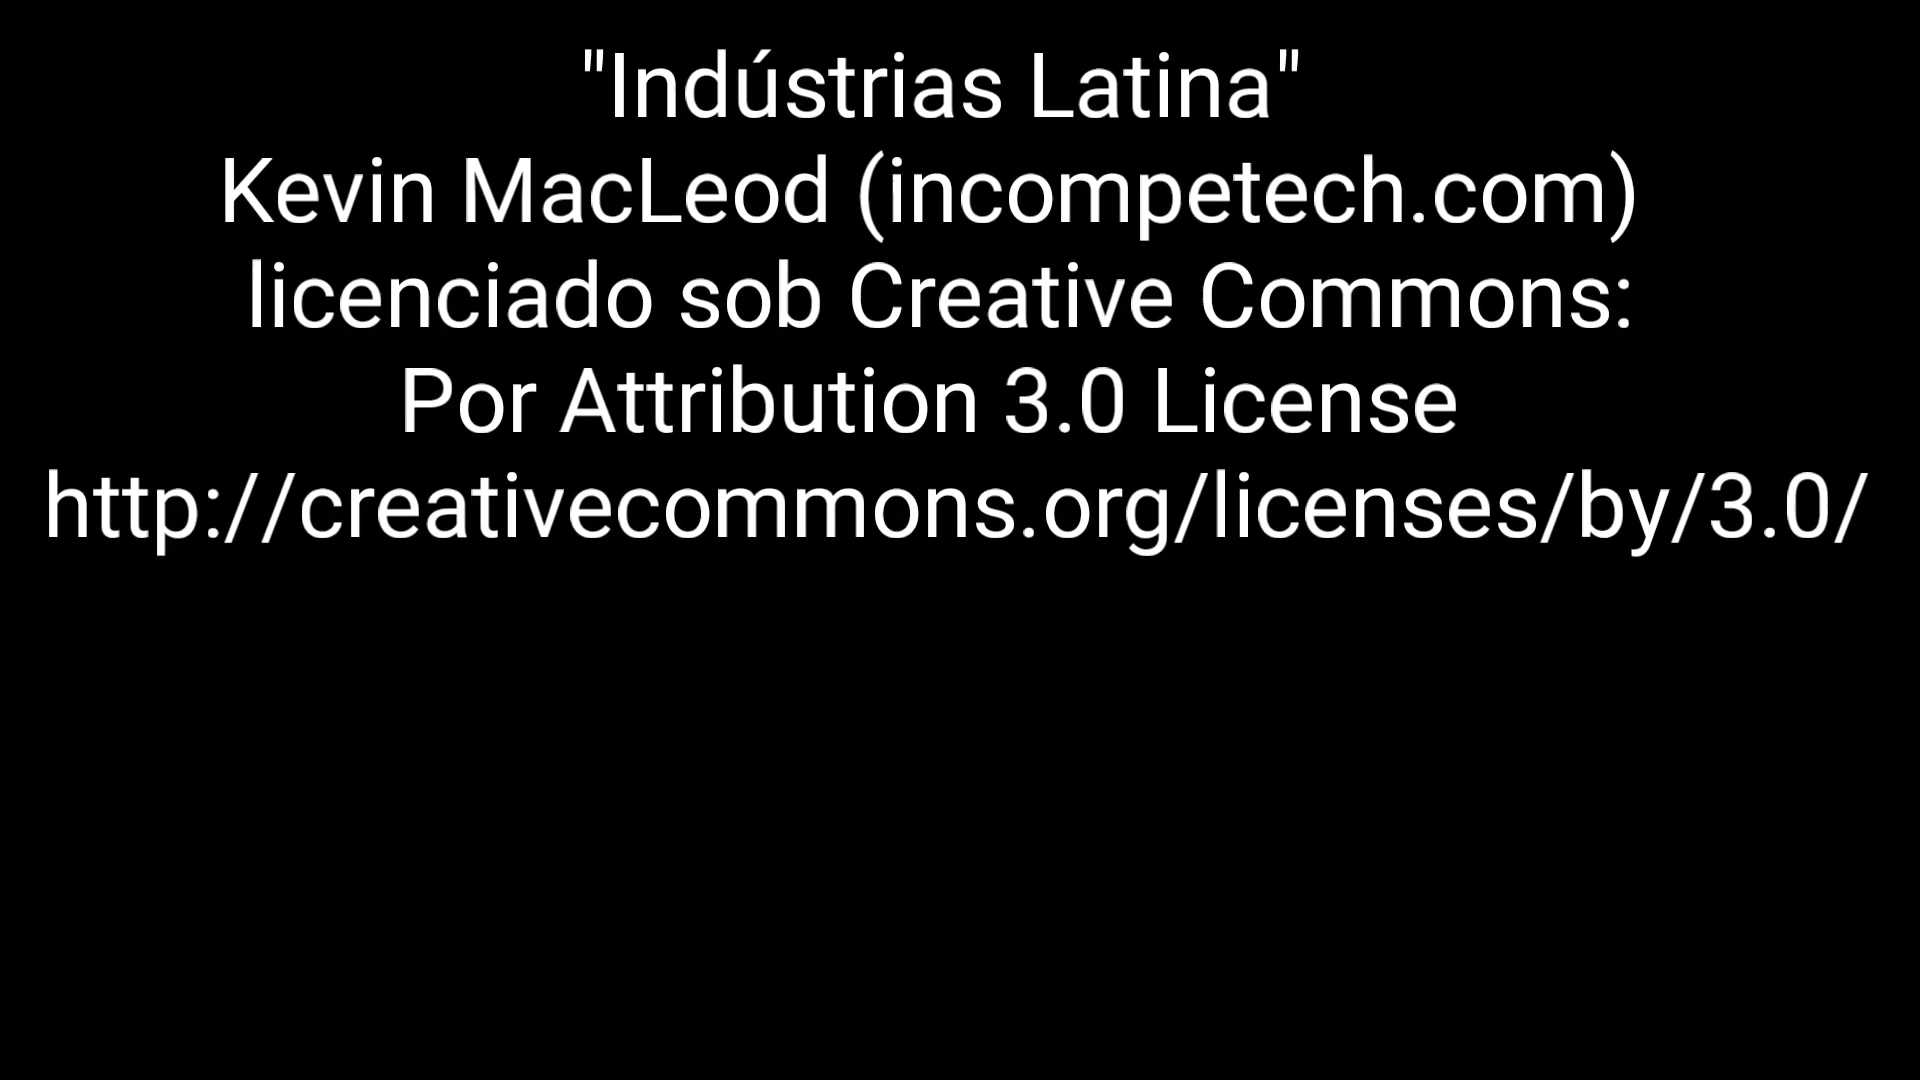 "Indústrias Latina"
Kevin MacLeod (incompetech.com)
licenciado sob Creative Commons:
Por Attribution 3.0 License
http://creativecommons.org/licenses/by/3.0/